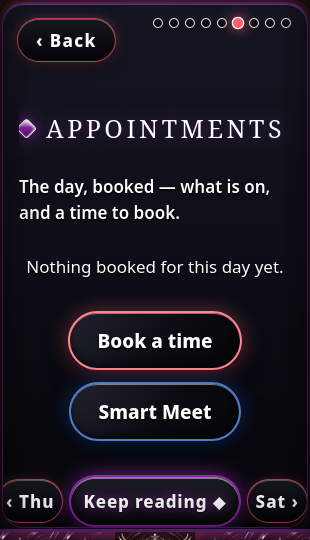 ‹ Back
APPOINTMENTS
The day, booked — what is on,
and a time to book.
Nothing booked for this day yet.
Book a time
Smart Meet
‹ Thu
Keep reading ◆
Sat ›